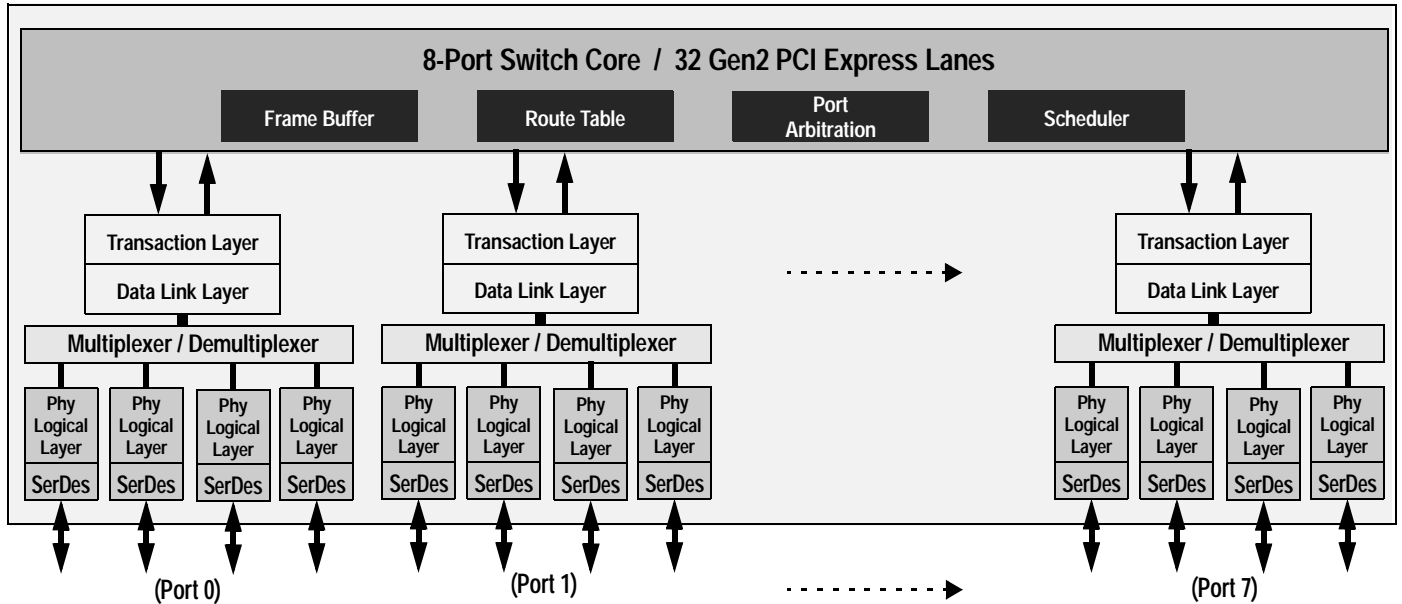 8-Port Switch Core / 32 Gen2 PCI Express Lanes
Frame Buffer
Route Table
Port
Arbitration
Scheduler
Transaction Layer
Data Link Layer
Multiplexer / Demultiplexer
Phy
Logical
Layer
SerDes
Phy
Logical
Layer
SerDes
Phy
Logical
Layer
SerDes
Phy
Logical
Layer
SerDes
(Port 0)
Transaction Layer
Data Link Layer
Multiplexer / Demultiplexer
Phy
Logical
Layer
SerDes
Phy
Logical
Layer
SerDes
Phy
Logical
Layer
SerDes
Phy
Logical
Layer
SerDes
(Port 1)
Transaction Layer
Data Link Layer
Multiplexer / Demultiplexer
Phy
Logical
Layer
SerDes
Phy
Logical
Layer
SerDes
Phy
Logical
Layer
SerDes
Phy
Logical
Layer
SerDes
(Port 7)